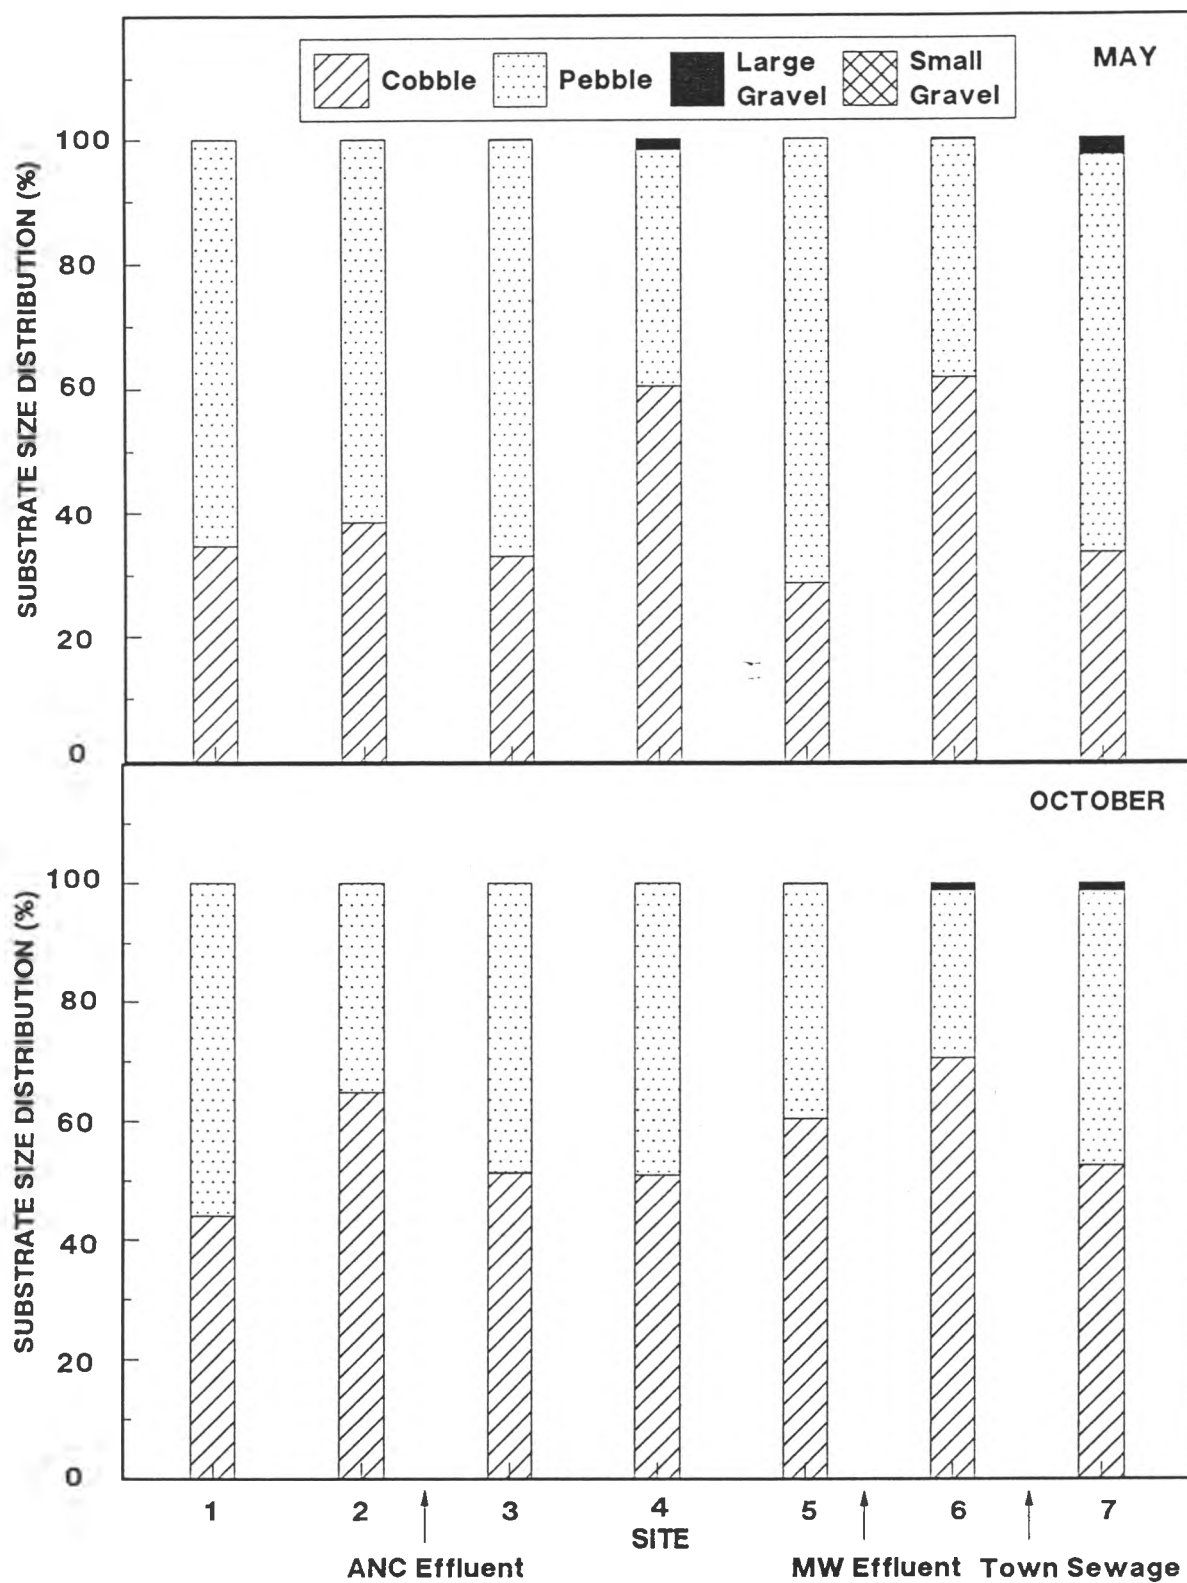 MAY
Cobble
Pebble
Large
Gravel
Small
Gravel
SUBSTRATE SIZE DISTRIBUTION (%)
100
80
60
40
20
0
OCTOBER
SUBSTRATE SIZE DISTRIBUTION (%)
100
80
60
40
20
0
1 2 3 4 5 6 7
SITE
ANC Effluent MW Effluent Town Sewage